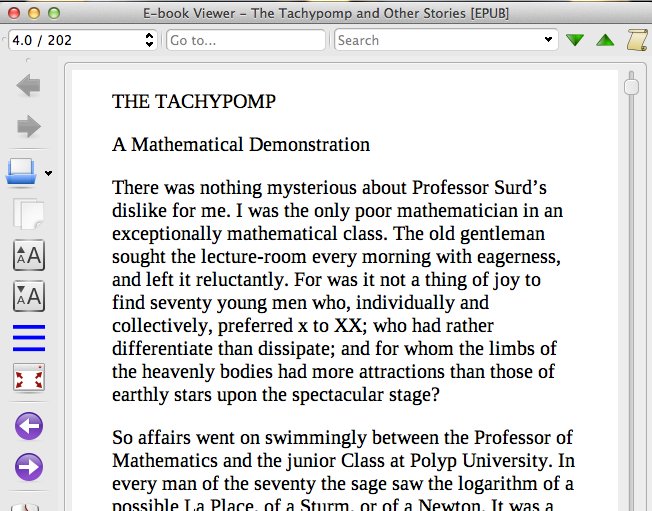 E-book Viewer - The Tachypomp and Other Stories [EPUB]
4.0 / 202
Go to...
Search
THE TACHYPOMP
A Mathematical Demonstration
There was nothing mysterious about Professor Surd’s
dislike for me. I was the only poor mathematician in an
exceptionally mathematical class. The old gentleman
sought the lecture-room every morning with eagerness,
and left it reluctantly. For was it not a thing of joy to
find seventy young men who, individually and
collectively, preferred x to XX; who had rather
differentiate than dissipate; and for whom the limbs of
the heavenly bodies had more attractions than those of
earthly stars upon the spectacular stage?
So affairs went on swimmingly between the Professor of
Mathematics and the junior Class at Polyp University. In
every man of the seventy the sage saw the logarithm of a
possible La Place, of a Sturm, or of a Newton. It was a
AA
AA